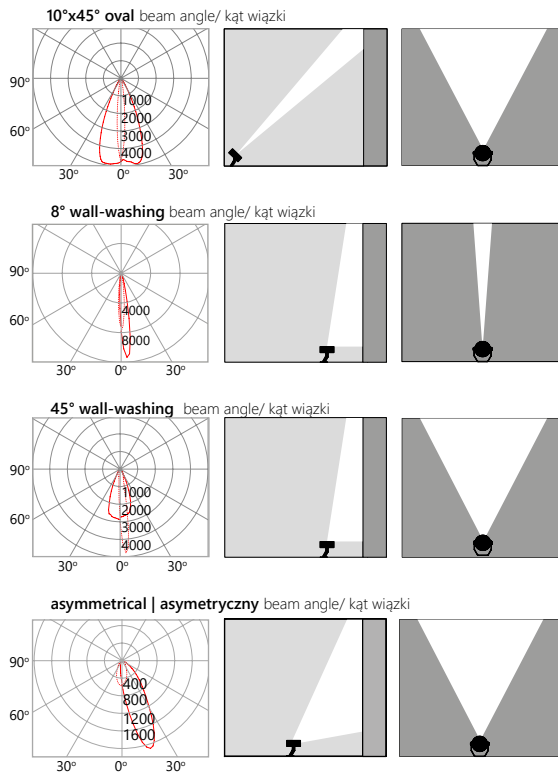 10°x45° oval beam angle/ kąt wiązki
90°
60°
1000
2000
3000
4000
30° 0° 30°
8° wall-washing beam angle/ kąt wiązki
90°
60°
4000
8000
30° 0° 30°
45° wall-washing beam angle/ kąt wiązki
90°
60°
1000
2000
3000
4000
30° 0° 30°
asymmetrical | asymetryczny beam angle/ kąt wiązki
90°
60°
400
800
1200
1600
30° 0° 30°